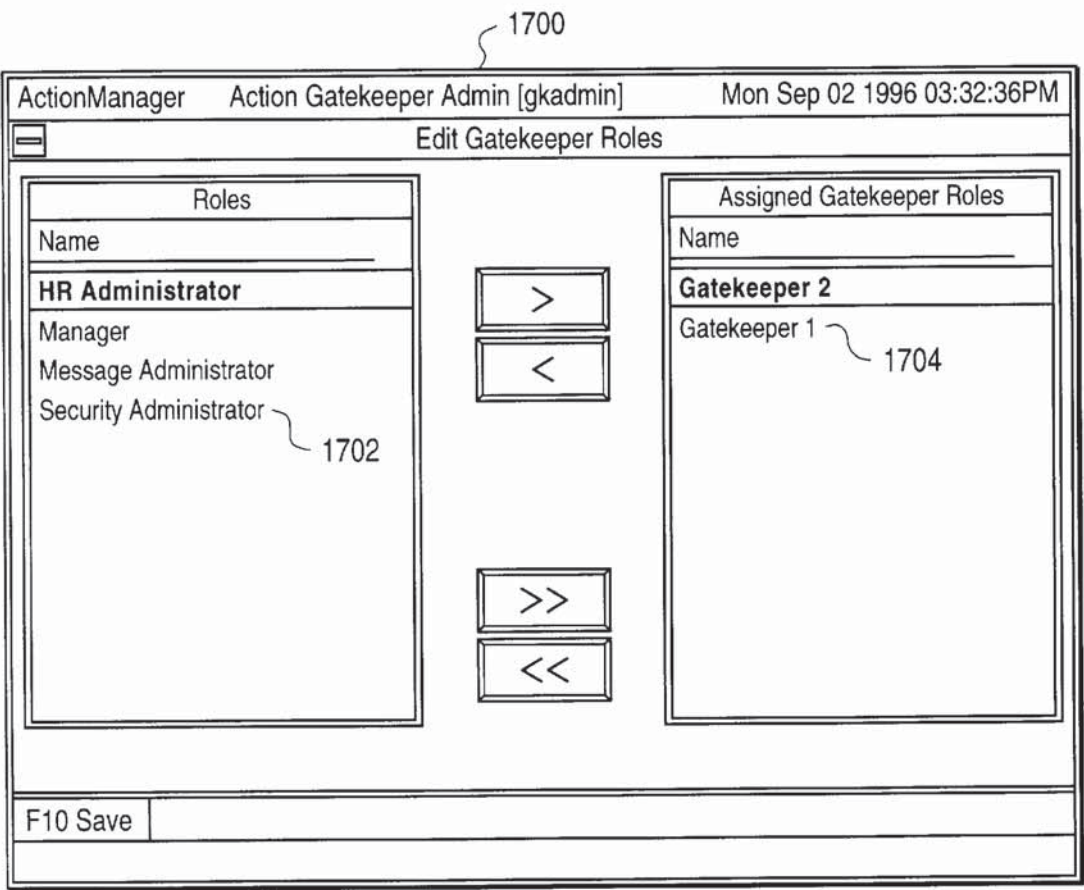 1700
ActionManager Action Gatekeeper Admin [gkadmin] Mon Sep 02 1996 03:32:36PM
Edit Gatekeeper Roles
Roles
Name
HR Administrator
Manager
Message Administrator
Security Administrator
1702
>
<
>>
<<
Assigned Gatekeeper Roles
Name
Gatekeeper 2
Gatekeeper 1
1704
F10 Save